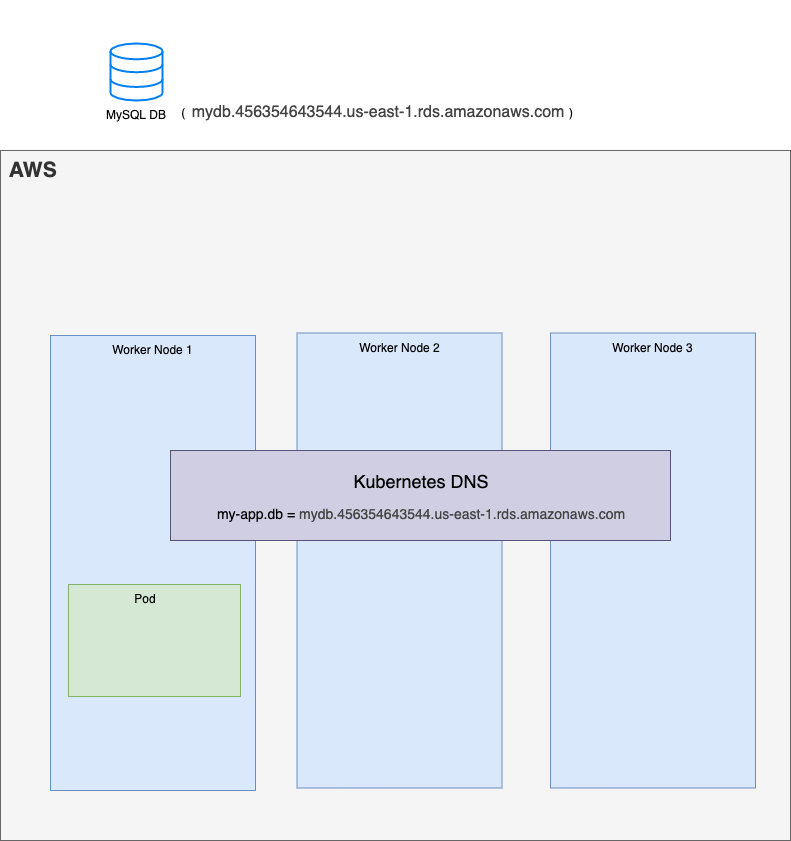 MySQL DB ( mydb.456354643544.us-east-1.rds.amazonaws.com )
AWS
Worker Node 1
Worker Node 2
Worker Node 3
Kubernetes DNS
my-app.db = mydb.456354643544.us-east-1.rds.amazonaws.com
Pod